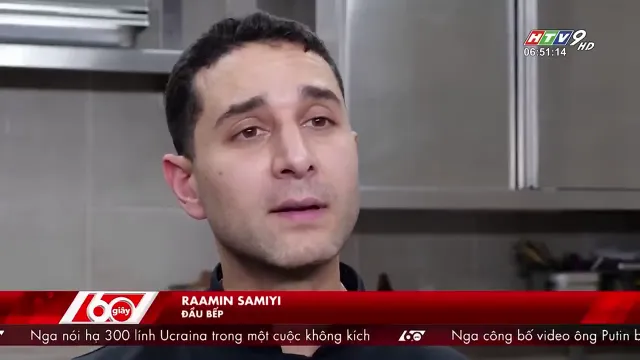 HTV9 HD
06:51:14
RAAMIN SAMIYI
60 giây
ĐẦU BẾP
Nga nói hạ 300 lính Ucraina trong một cuộc không kích 60 Nga công bố video ông Putin b